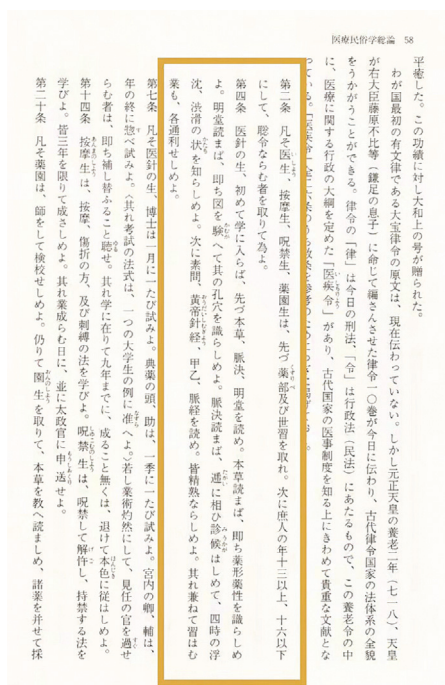 医療民俗学総論 58
平癒した。この功績に対し大和上の号が贈られた。
わが国最初の有文律である大宝律令の原文は、現在伝わっていない。しかし元正天皇の養老二年（七一八）、天皇
が右大臣藤原不比等（鎌足の息子）に命じて編さんさせた律令一〇巻が今日に伝わり、古代律令国家の法体系の全貌
をうかがうことができる。律令の「律」は今日の刑法、「令」は行政法（民法）にあたるもので、この養老令の中
に、医療に関する行政の大綱を定めた「医疾令」があり、古代国家の医事制度を知る上にきわめて貴重な文献とな
っている。
第二条 凡そ医生、按摩生、呪禁生、薬園生は、先づ薬部及び世習を取れ。次に庶人の年十三以上、十六以下
にして、聡令ならむ者を取りて為よ。
第四条 医針の生、初めて学に入らば、先づ本草、脈決、明堂を読め。本草読まば、即ち薬形薬性を識らしめ
よ。明堂読まば、即ち図を験へて其の孔穴を識らしめよ。脈決読まば、逓に相ひ診候はしめて、四時の浮
沈、渋滑の状を知らしめよ。次に素問、黄帝針経、甲乙、脈経を読め。皆精熟ならしめよ。其れ兼ねて習はむ
業も、各通利せしめよ。
第七条 凡そ医針の生、博士は一月に一たび試みよ。典薬の頭、助は、一季に一たび試みよ。宮内の卿、輔は、
年の終に惣べ試みよ。〈其れ考試の法式は、一つの大学生の例に准へよ。〉若し業術灼然にして、見任の官を過せ
らむ者は、即ち補し替ふること聴せ。其れ学に在りて九年までに、成ること無くは、退けて本色に従はしめよ。
第十四条 按摩生は、按摩、傷折の方、及び刺縛の法を学びよ。呪禁生は、呪禁して解忤し、持禁する法を
学びよ。皆三年を限りて成さしめよ。其れ業成らむ日に、並に太政官に申送せよ。
第二十条 凡そ薬園は、師をして検校せしめよ。仍りて園生を取りて、本草を教へ読ましめ、諸薬を并せて採